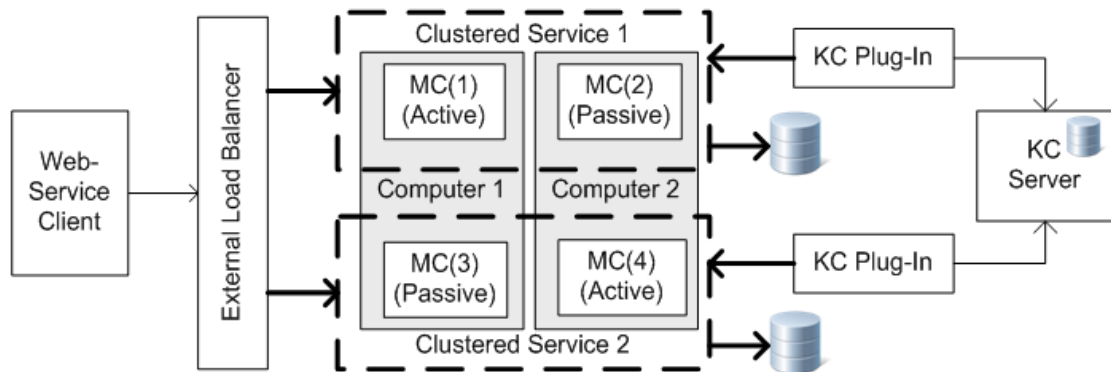 Web-
Service
Client
External Load Balancer
Clustered Service 1
MC(1)
(Active)
MC(2)
(Passive)
Computer 1
Computer 2
MC(3)
(Passive)
MC(4)
(Active)
Clustered Service 2
KC Plug-In
KC
Server
KC Plug-In